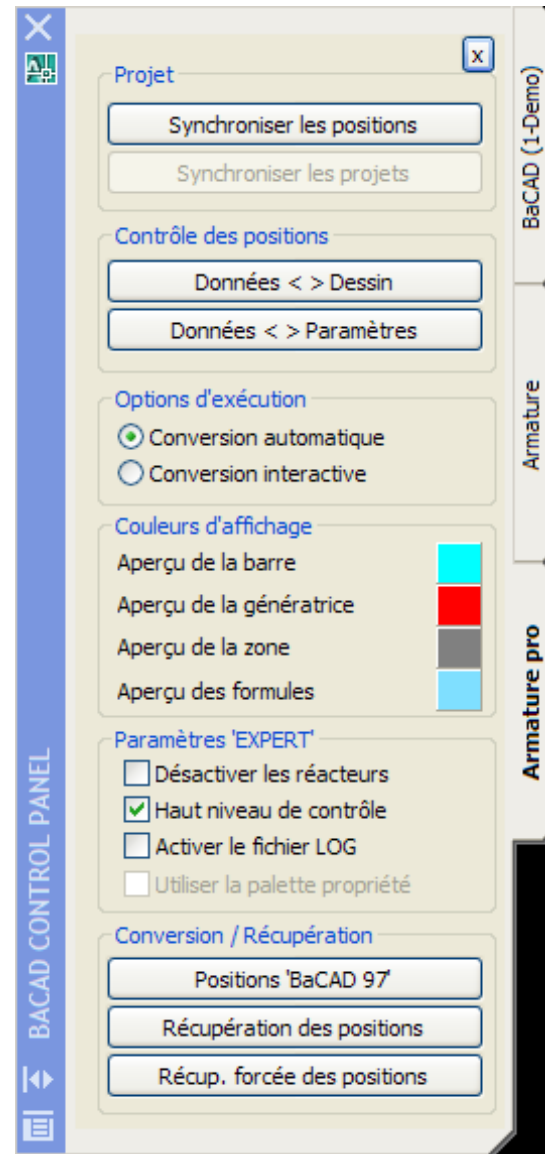 x
Projet
Synchroniser les positions
Synchroniser les projets
Contrôle des positions
Données < > Dessin
Données < > Paramètres
Options d'exécution
Conversion automatique
Conversion interactive
Couleurs d'affichage
Aperçu de la barre
Aperçu de la génératrice
Aperçu de la zone
Aperçu des formules
Paramètres 'EXPERT'
Désactiver les réacteurs
Haut niveau de contrôle
Activer le fichier LOG
Utiliser la palette propriété
Conversion / Récupération
Positions 'BaCAD 97'
Récupération des positions
Récup. forcée des positions
BACAD CONTROL PANEL
BaCAD (1-Demo)
Armature
Armature pro